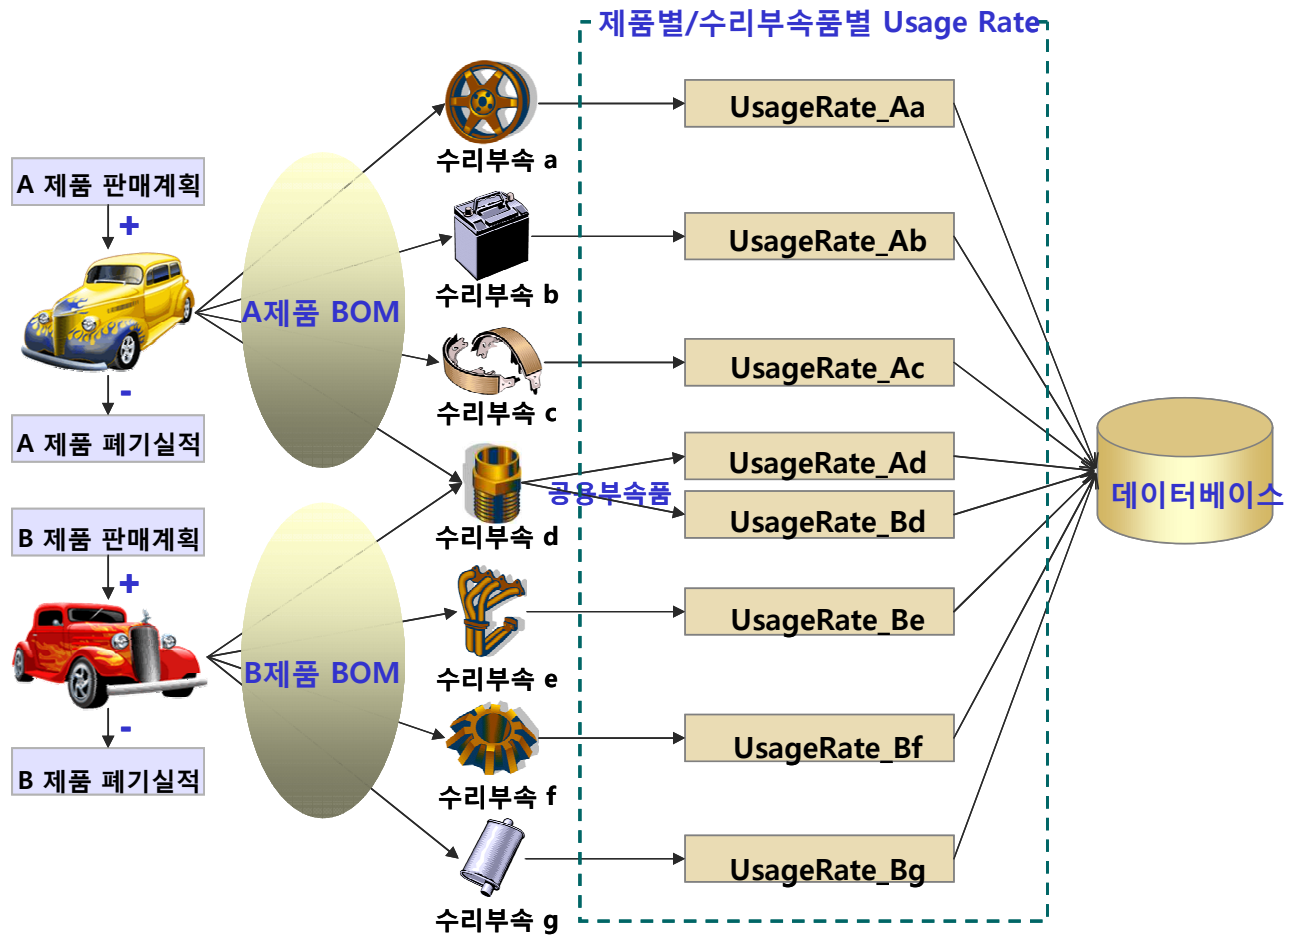 제품별/수리부속품별 Usage Rate
A 제품 판매계획
+
-
A 제품 폐기실적
B 제품 판매계획
+
-
B 제품 폐기실적
A제품 BOM
B제품 BOM
수리부속 a
수리부속 b
수리부속 c
수리부속 d
수리부속 e
수리부속 f
수리부속 g
공용부속품
UsageRate_Aa
UsageRate_Ab
UsageRate_Ac
UsageRate_Ad
UsageRate_Bd
UsageRate_Be
UsageRate_Bf
UsageRate_Bg
데이터베이스